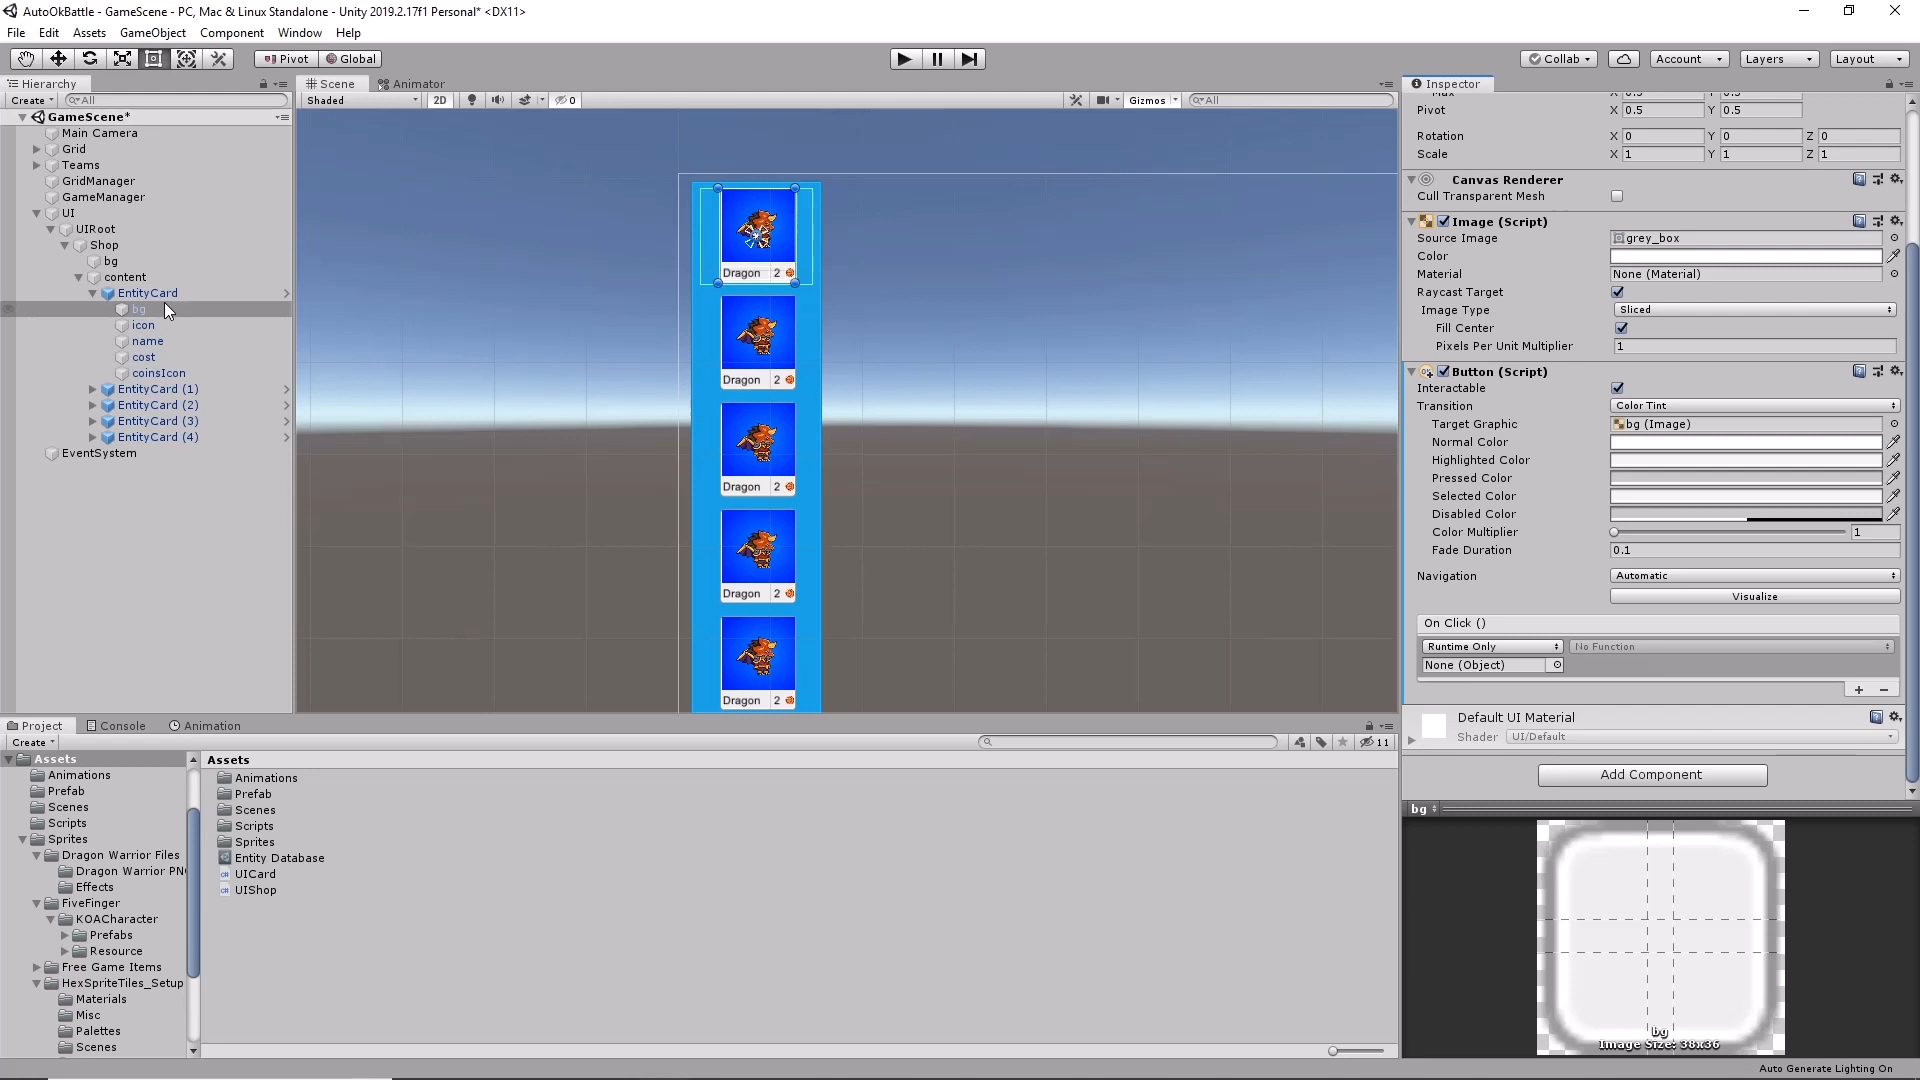 AutoOkBattle - GameScene - PC, Mac & Linux Standalone - Unity 2019.2.17f1 Personal* <DX11>
File Edit Assets GameObject Component Window Help
Pivot Global Collab Account Layers Layout
Hierarchy
Create All
GameScene*
Main Camera
Grid
Teams
GridManager
GameManager
UI
UIRoot
Shop
bg
content
EntityCard
bg
icon
name
cost
coinsIcon
EntityCard (1)
EntityCard (2)
EntityCard (3)
EntityCard (4)
EventSystem
Scene Animator
Shaded 2D 0 Gizmos All
Dragon 2
Dragon 2
Dragon 2
Dragon 2
Dragon 2
Inspector
Pivot X 0.5 Y 0.5
Rotation X 0 Y 0 Z 0
Scale X 1 Y 1 Z 1
Canvas Renderer
Cull Transparent Mesh
Image (Script)
Source Image grey_box
Color
Material None (Material)
Raycast Target
Image Type Sliced
Fill Center
Pixels Per Unit Multiplier 1
Button (Script)
Interactable
Transition Color Tint
Target Graphic bg (Image)
Normal Color
Highlighted Color
Pressed Color
Selected Color
Disabled Color
Color Multiplier 1
Fade Duration 0.1
Navigation Automatic
Visualize
On Click ()
Runtime Only No Function
None (Object)
Default UI Material
Shader UI/Default
Add Component
bg
bg
Image Size: 38x36
Project Console Animation
Create 11
Assets
Animations
Prefab
Scenes
Scripts
Sprites
Dragon Warrior Files
Dragon Warrior PN
Effects
FiveFinger
KOACharacter
Prefabs
Resource
Free Game Items
HexSpriteTiles_Setup
Materials
Misc
Palettes
Scenes
Assets
Animations
Prefab
Scenes
Scripts
Sprites
Entity Database
UICard
UIShop
Auto Generate Lighting On